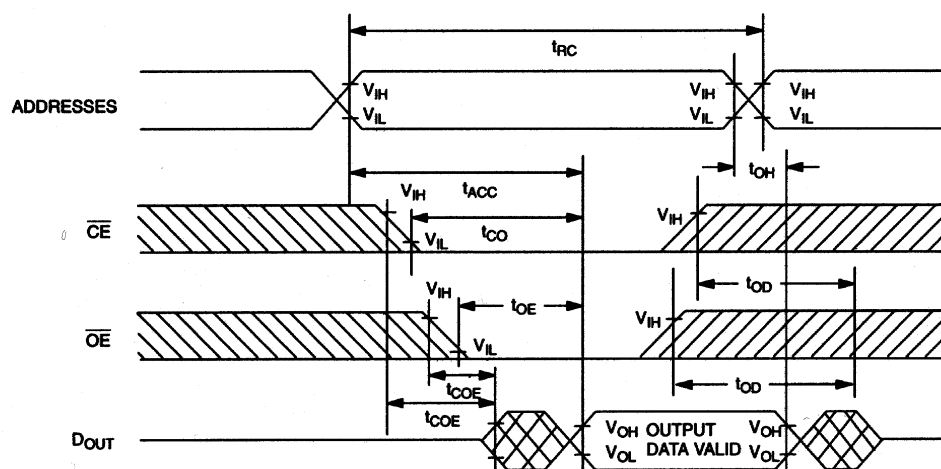 tRC
ADDRESSES
VIH VIH VIH
VIL VIL VIL
tOH
tACC
VIH VIH
CE
tCO
VIL
tOD
VIH
tOE
OE
VIH
VIL
tCOE
tOD
tCOE
DOUT
VOH OUTPUT VOH
VOL DATA VALID VOL